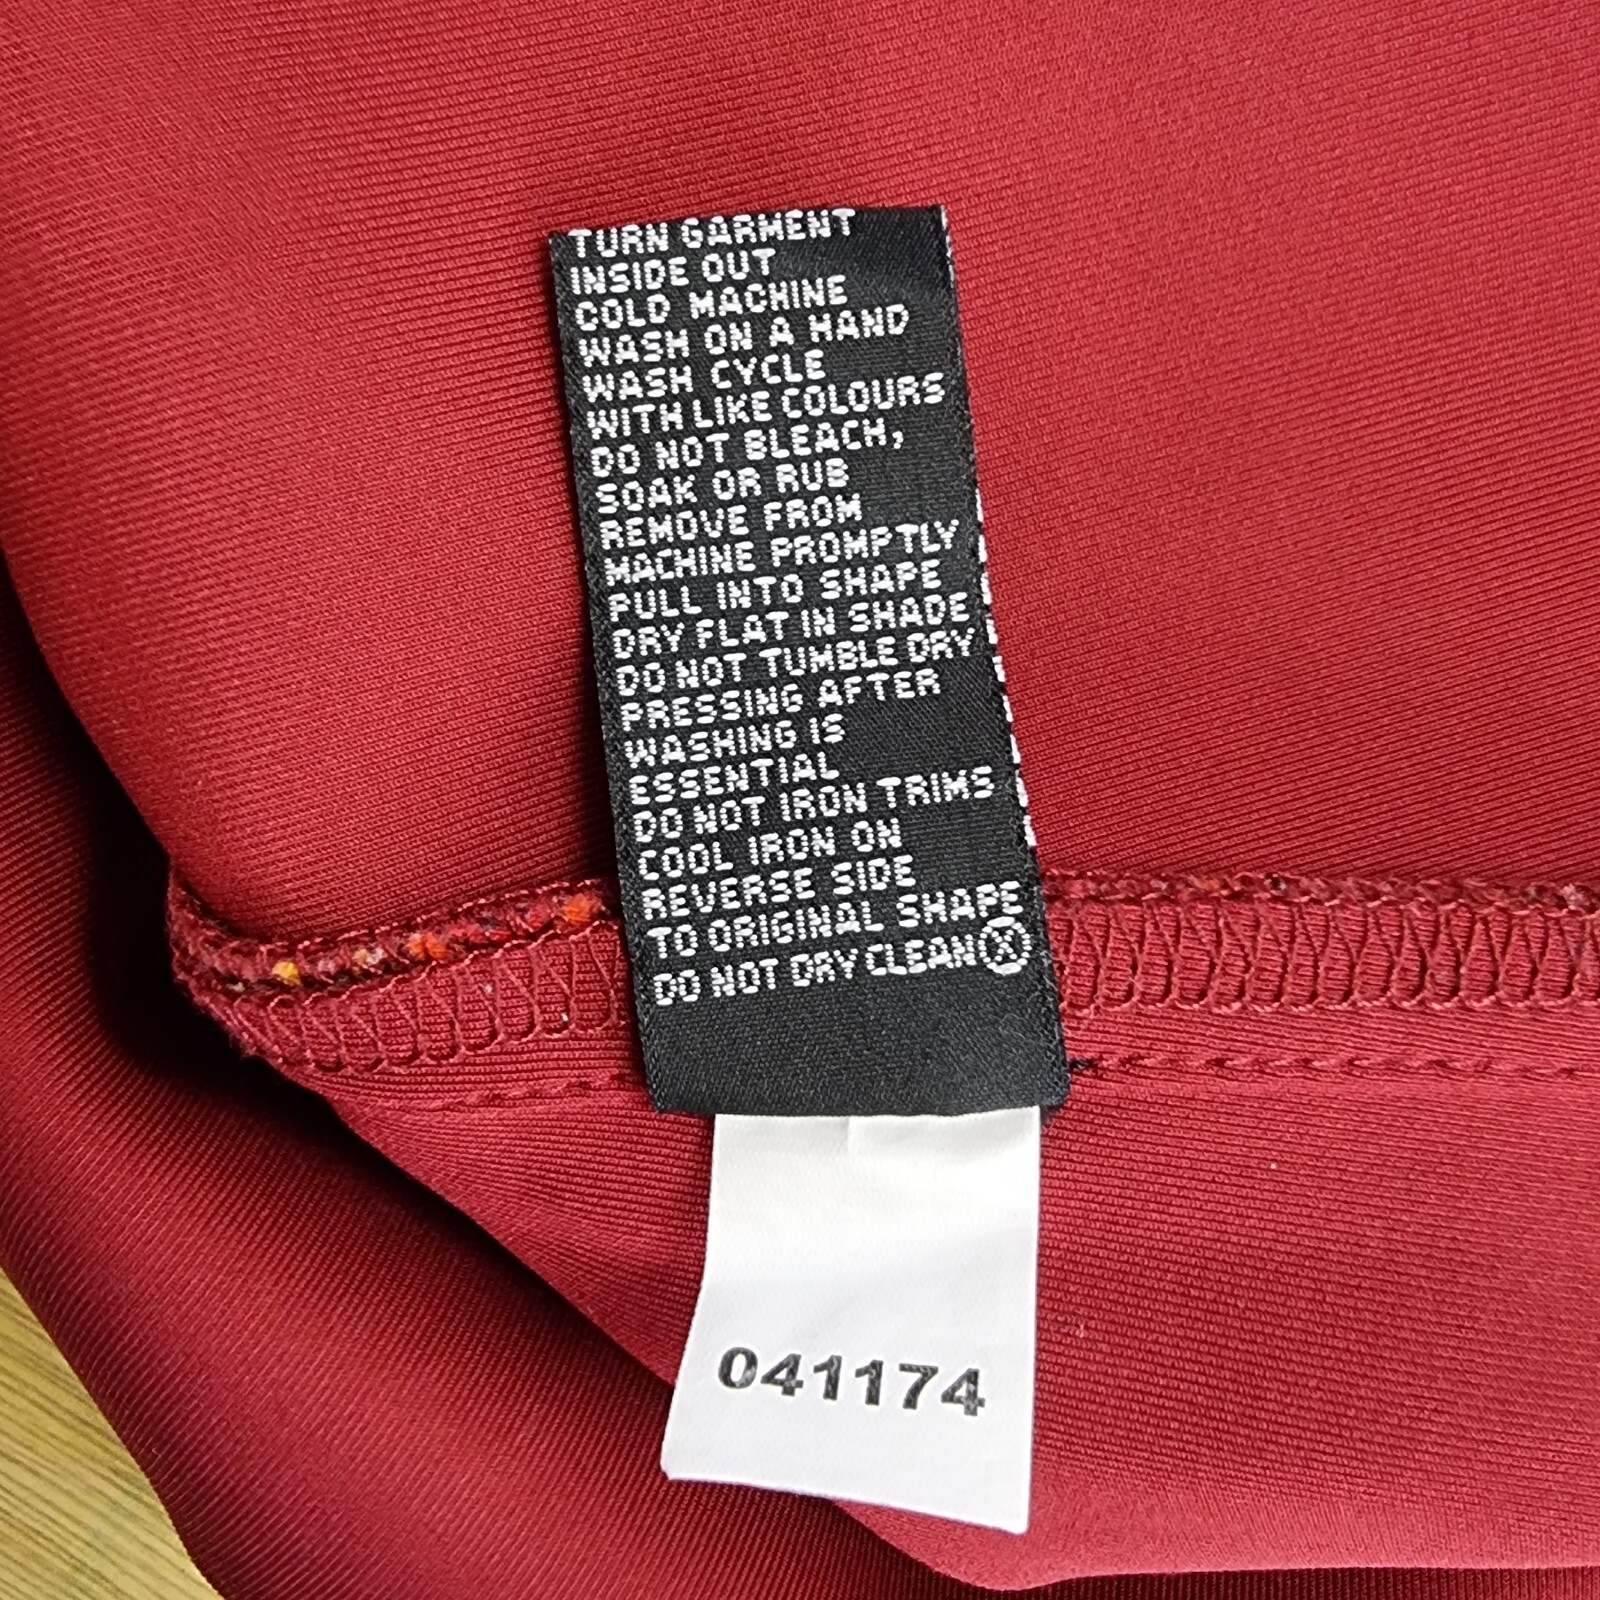 TURN GARMENT
INSIDE OUT
COLD MACHINE
WASH ON A HAND
WASH CYCLE
WITH LIKE COLOURS
DO NOT BLEACH,
SOAK OR RUB
REMOVE FROM
MACHINE PROMPTLY
PULL INTO SHAPE
DRY FLAT IN SHADE
DO NOT TUMBLE DRY
PRESSING AFTER
WASHING IS
ESSENTIAL
DO NOT IRON TRIMS
COOL IRON ON
REVERSE SIDE
TO ORIGINAL SHAPE
DO NOT DRY CLEAN Ⓧ
041174